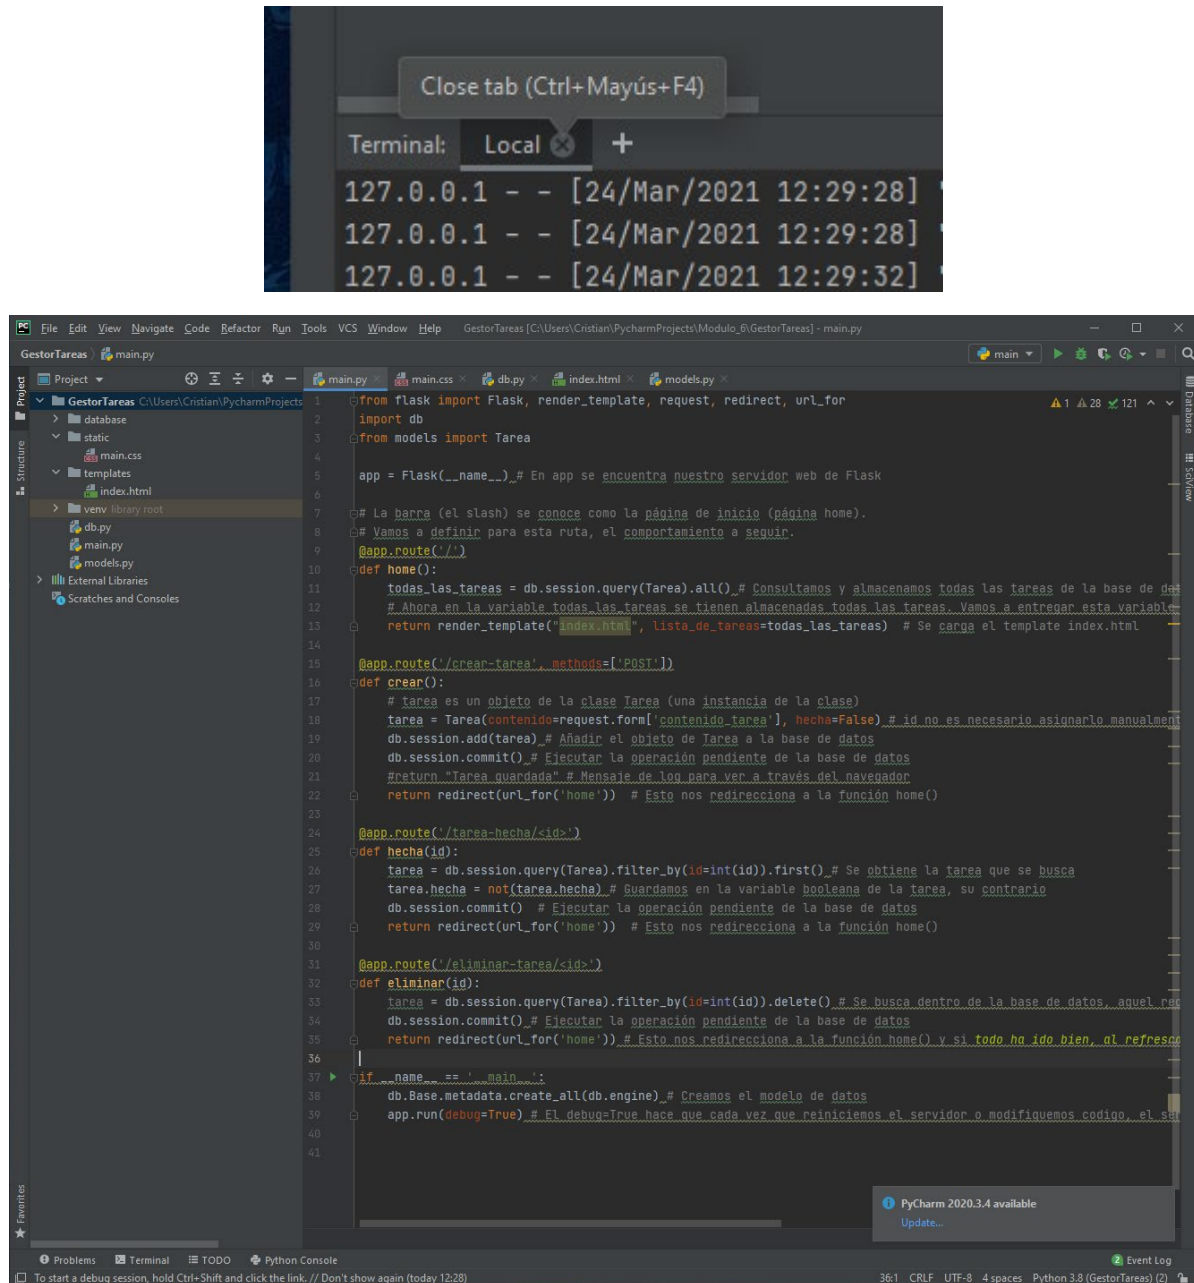 Close tab (Ctrl+Mayús+F4)
Terminal: Local +
127.0.0.1 - - [24/Mar/2021 12:29:28] "
127.0.0.1 - - [24/Mar/2021 12:29:28] "
127.0.0.1 - - [24/Mar/2021 12:29:32] "
PC File Edit View Navigate Code Refactor Run Tools VCS Window Help GestorTareas [C:\Users\Cristian\PycharmProjects\Modulo_6\GestorTareas] - main.py
GestorTareas main.py main
Project main.py main.css db.py index.html models.py
Project
Structure
Favorites
Database
SciView
GestorTareas C:\Users\Cristian\PycharmProjects
database
static
main.css
templates
index.html
venv library root
db.py
main.py
models.py
External Libraries
Scratches and Consoles
1 28 121
1 from flask import Flask, render_template, request, redirect, url_for
2 import db
3 from models import Tarea
4
5 app = Flask(__name__) # En app se encuentra nuestro servidor web de Flask
6
7 # La barra (el slash) se conoce como la página de inicio (página home).
8 # Vamos a definir para esta ruta, el comportamiento a seguir.
9 @app.route('/')
10 def home():
11 todas_las_tareas = db.session.query(Tarea).all() # Consultamos y almacenamos todas las tareas de la base de dat
12 # Ahora en la variable todas_las_tareas se tienen almacenadas todas las tareas. Vamos a entregar esta variable
13 return render_template("index.html", lista_de_tareas=todas_las_tareas) # Se carga el template index.html
14
15 @app.route('/crear-tarea', methods=['POST'])
16 def crear():
17 # tarea es un objeto de la clase Tarea (una instancia de la clase)
18 tarea = Tarea(contenido=request.form['contenido_tarea'], hecha=False) # id no es necesario asignarlo manualment
19 db.session.add(tarea) # Añadir el objeto de Tarea a la base de datos
20 db.session.commit() # Ejecutar la operación pendiente de la base de datos
21 #return "Tarea guardada" # Mensaje de log para ver a través del navegador
22 return redirect(url_for('home')) # Esto nos redirecciona a la función home()
23
24 @app.route('/tarea-hecha/<id>')
25 def hecha(id):
26 tarea = db.session.query(Tarea).filter_by(id=int(id)).first() # Se obtiene la tarea que se busca
27 tarea.hecha = not(tarea.hecha) # Guardamos en la variable booleana de la tarea, su contrario
28 db.session.commit() # Ejecutar la operación pendiente de la base de datos
29 return redirect(url_for('home')) # Esto nos redirecciona a la función home()
30
31 @app.route('/eliminar-tarea/<id>')
32 def eliminar(id):
33 tarea = db.session.query(Tarea).filter_by(id=int(id)).delete() # Se busca dentro de la base de datos, aquel reg
34 db.session.commit() # Ejecutar la operación pendiente de la base de datos
35 return redirect(url_for('home')) # Esto nos redirecciona a la función home() y si todo ha ido bien, al refresca
36
37 if __name__ == '__main__':
38 db.Base.metadata.create_all(db.engine) # Creamos el modelo de datos
39 app.run(debug=True) # El debug=True hace que cada vez que reiniciemos el servidor o modifiquemos codigo, el ser
40
41
PyCharm 2020.3.4 available
Update...
Problems Terminal TODO Python Console 2 Event Log
To start a debug session, hold Ctrl+Shift and click the link. // Don't show again (today 12:28) 36:1 CRLF UTF-8 4 spaces Python 3.8 (GestorTareas) (2)